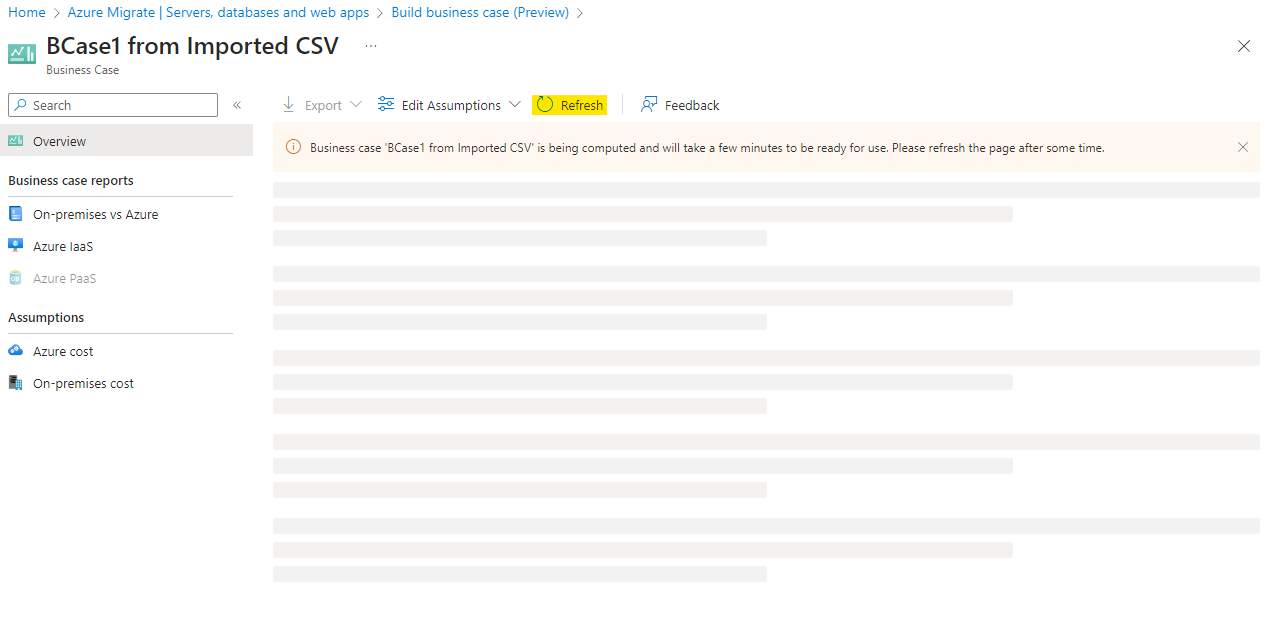 Home > Azure Migrate | Servers, databases and web apps > Build business case (Preview) >
BCase1 from Imported CSV ...
Business Case
Search «
Export Edit Assumptions Refresh Feedback
Overview
Business case 'BCase1 from Imported CSV' is being computed and will take a few minutes to be ready for use. Please refresh the page after some time.
Business case reports
On-premises vs Azure
Azure IaaS
Azure PaaS
Assumptions
Azure cost
On-premises cost